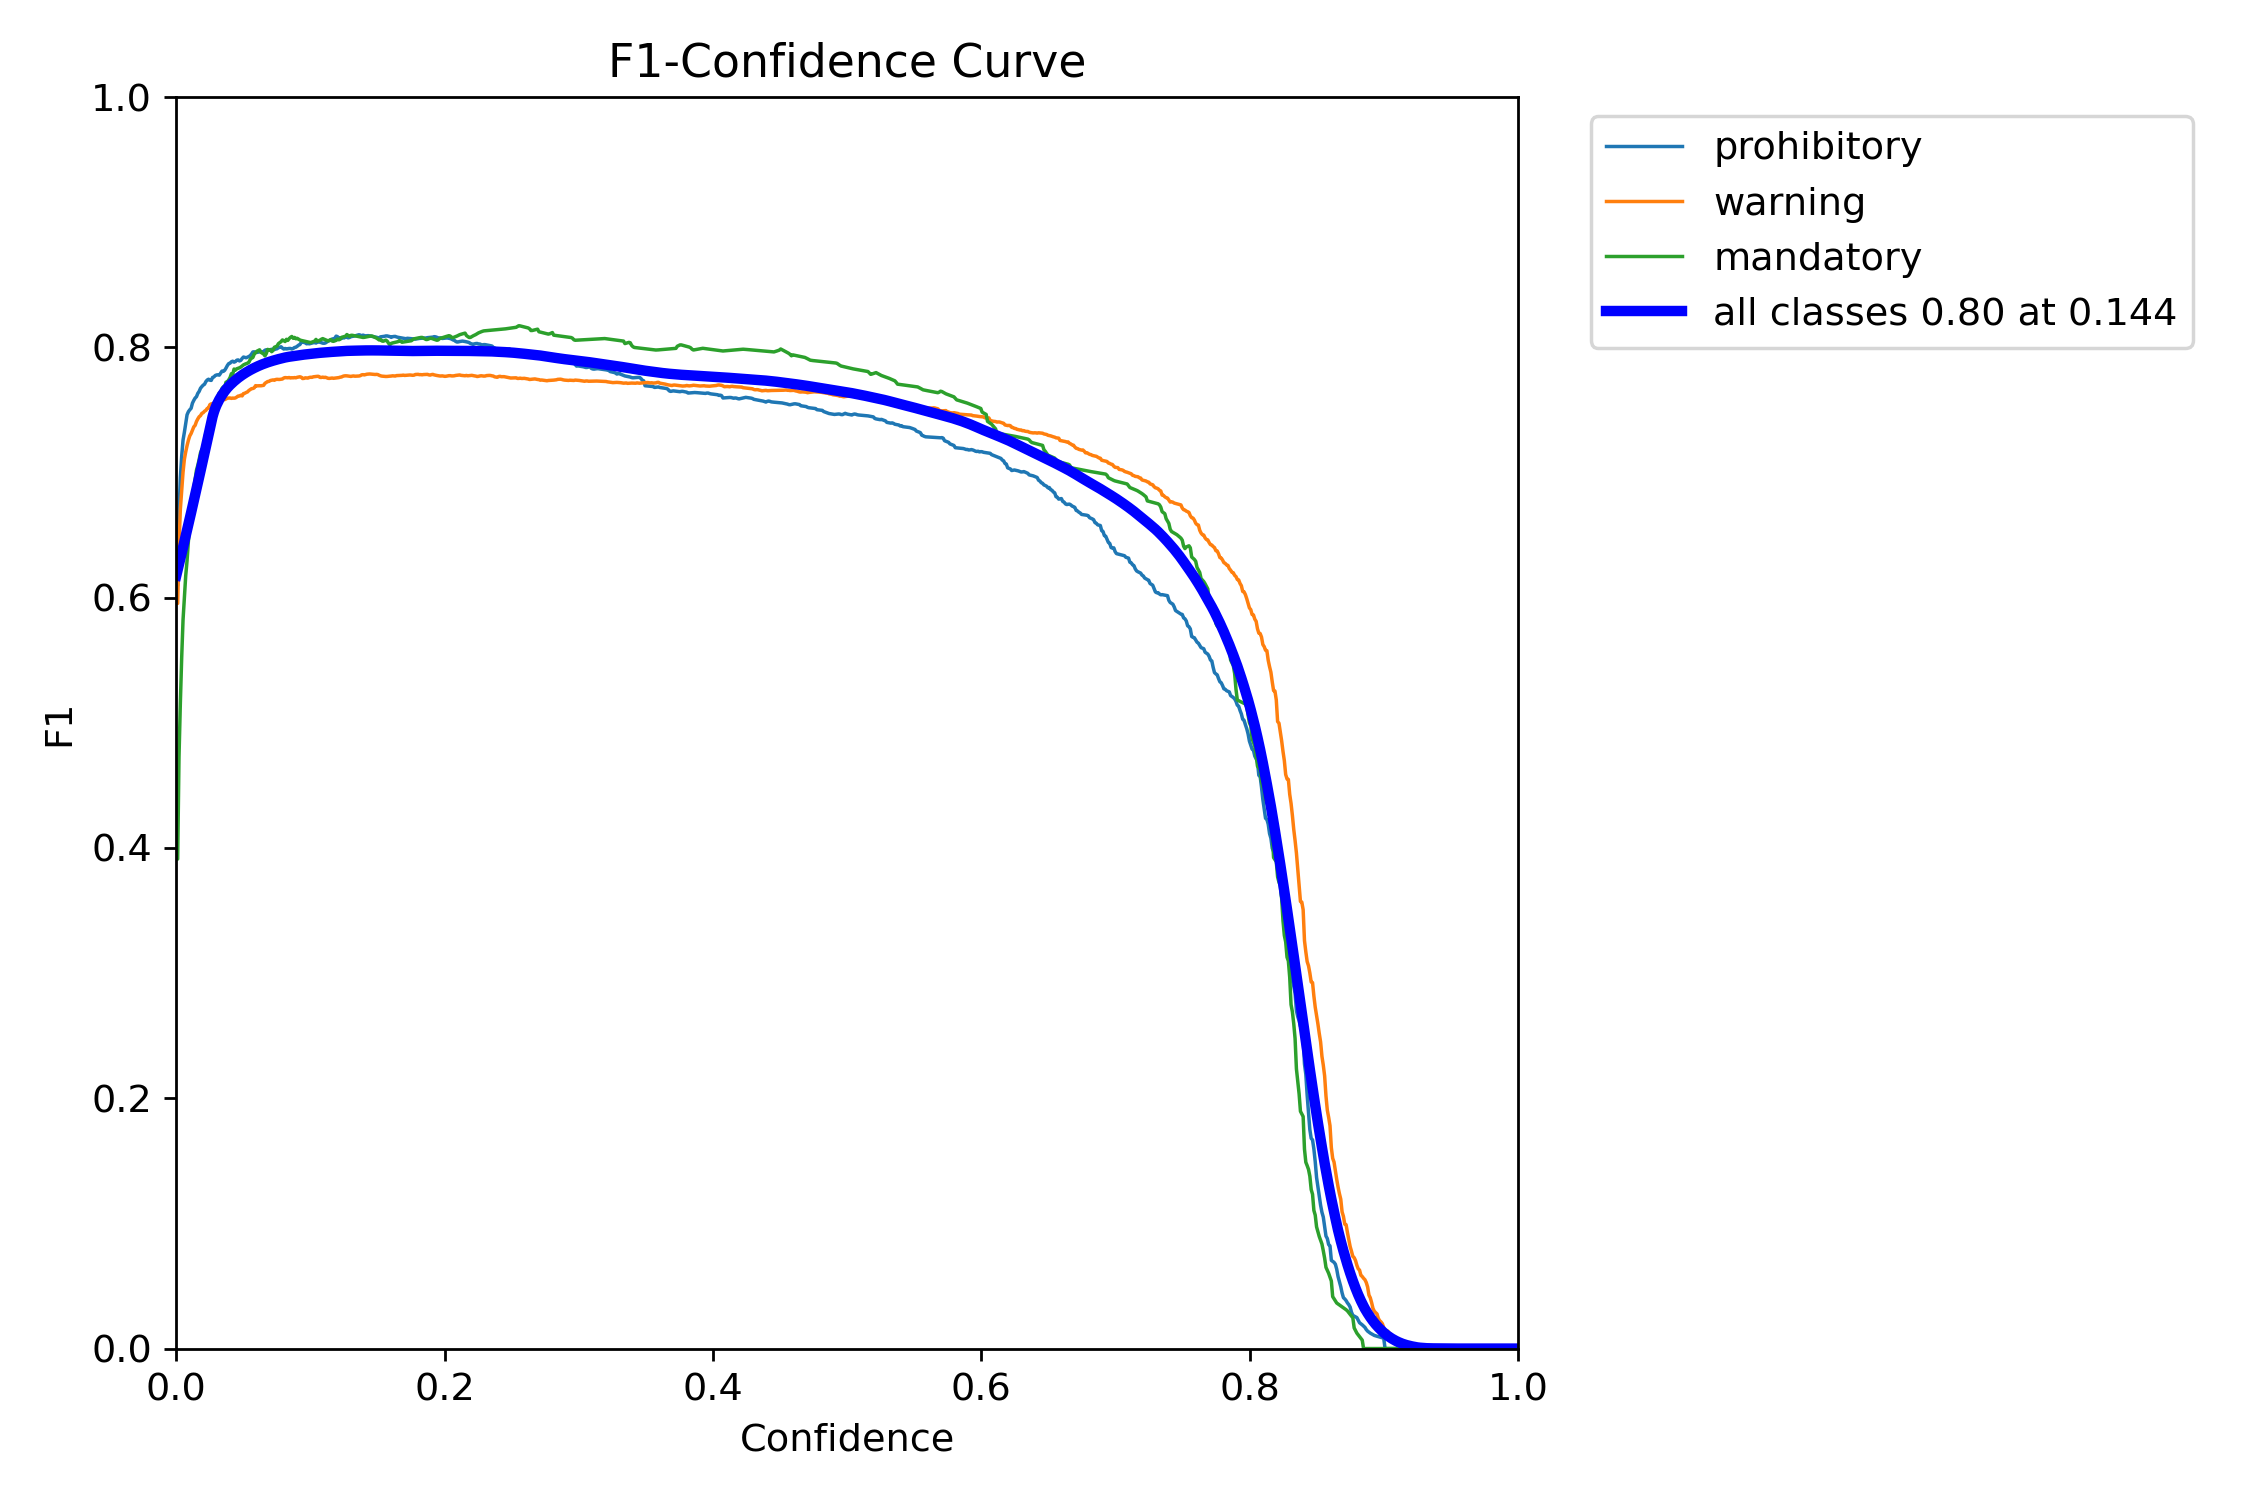 F1-Confidence Curve
1.0
0.8
0.6
0.4
0.2
0.0
F1
0.0 0.2 0.4 0.6 0.8 1.0
Confidence
prohibitory
warning
mandatory
all classes 0.80 at 0.144